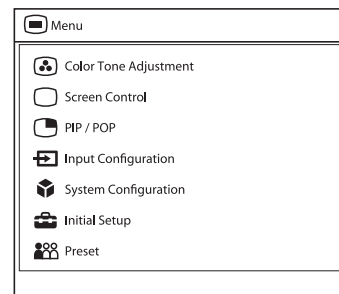 Menu
Color Tone Adjustment
Screen Control
PIP / POP
Input Configuration
System Configuration
Initial Setup
Preset